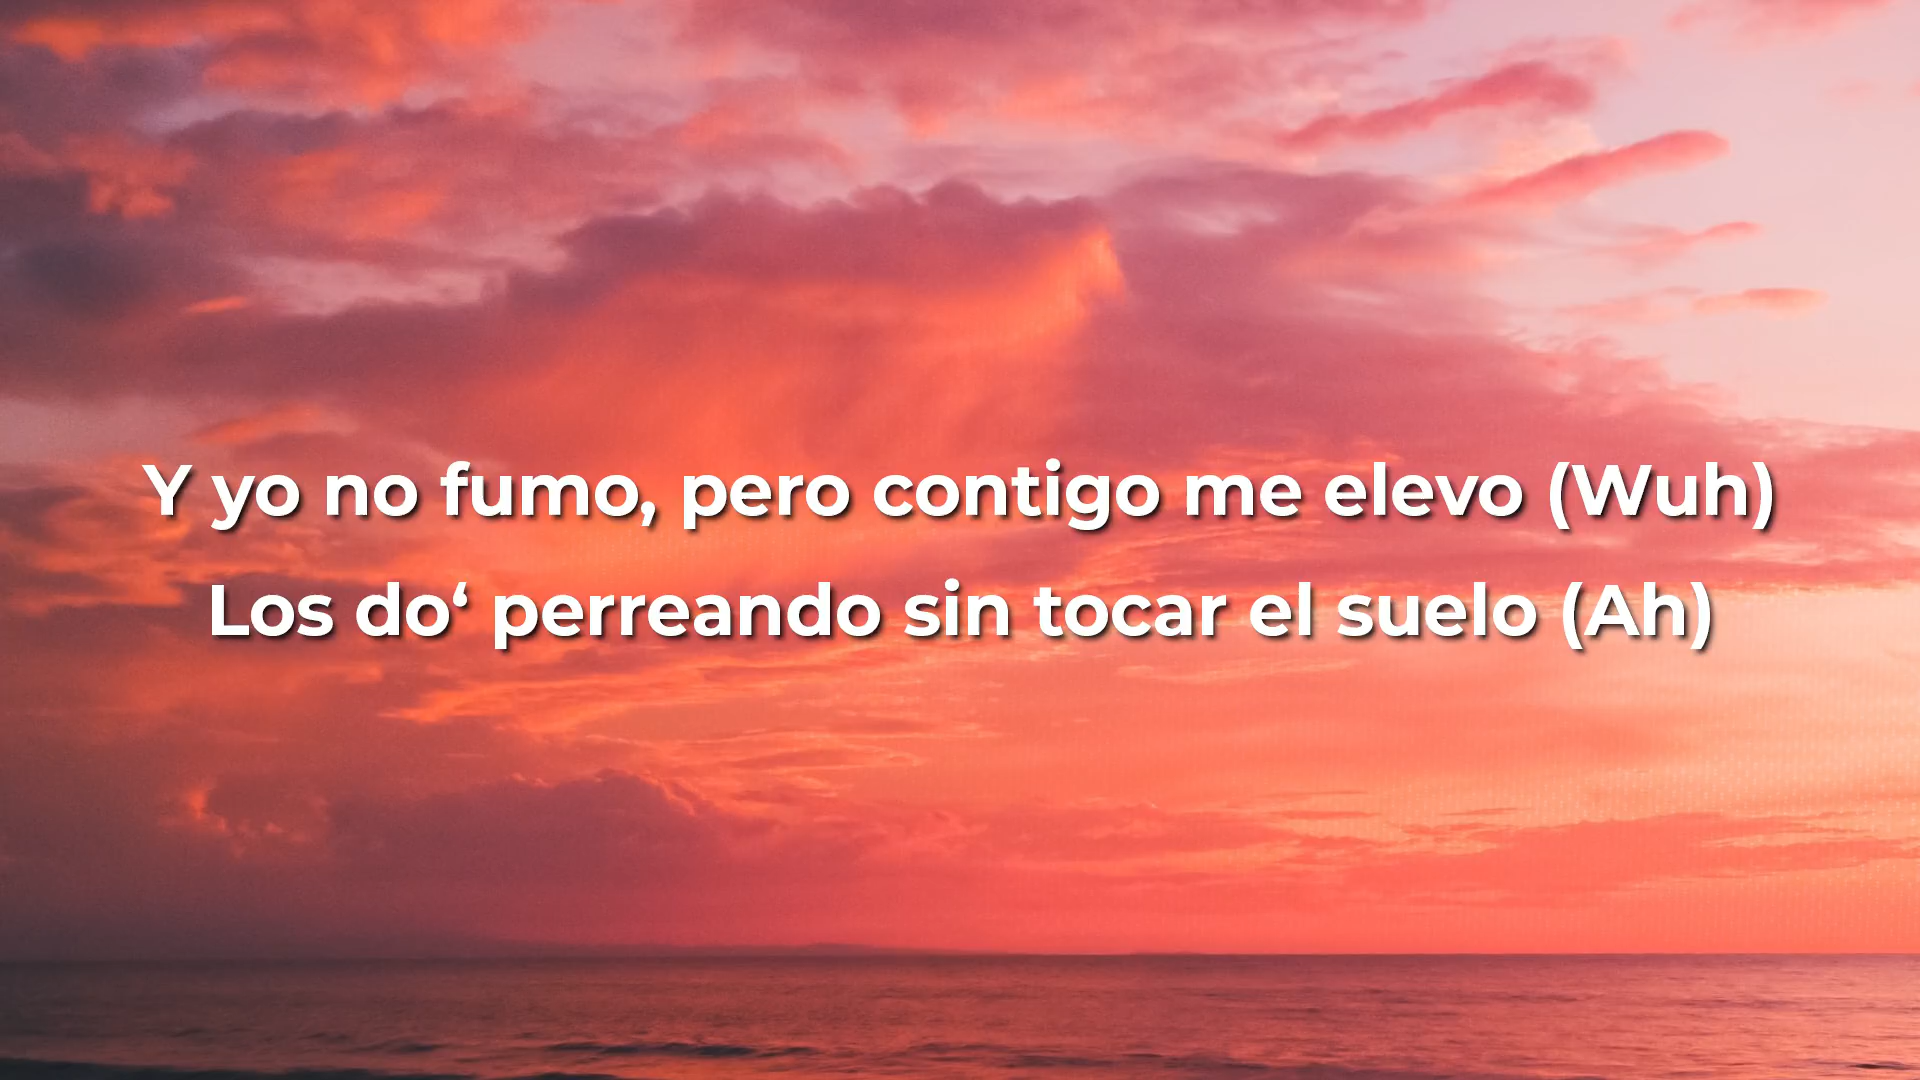 Y yo no fumo, pero contigo me elevo (Wuh)
Los do‘ perreando sin tocar el suelo (Ah)